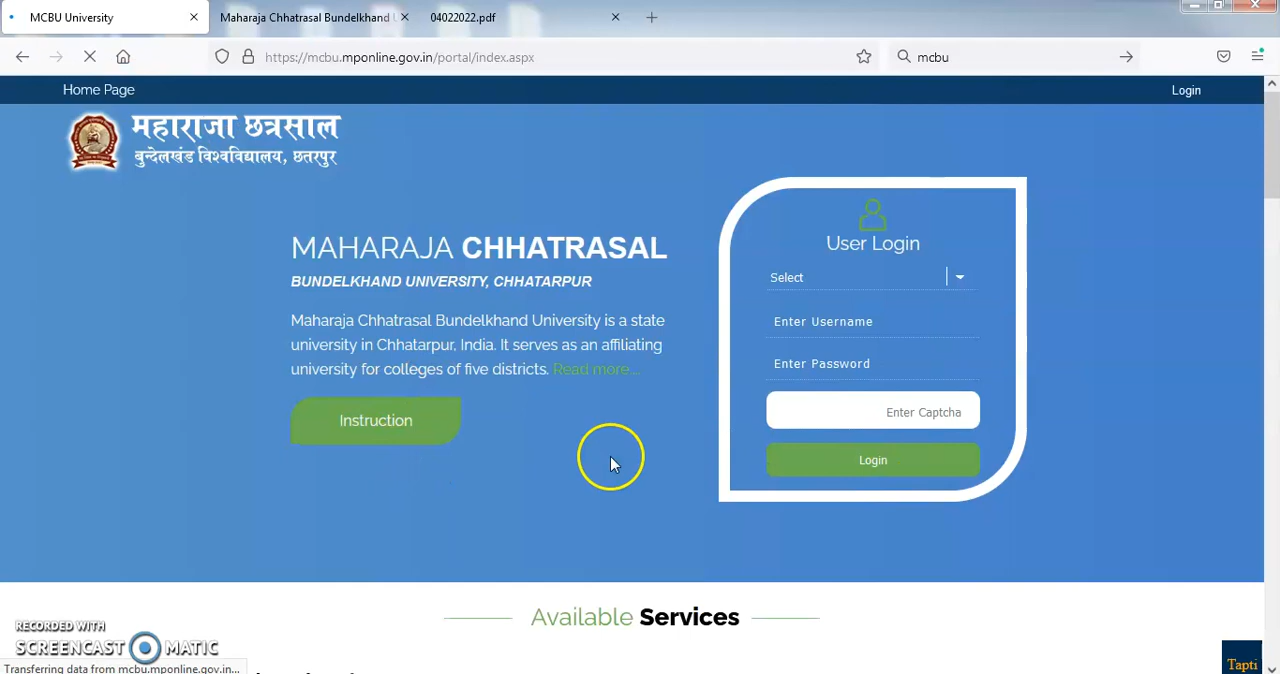 MCBU University
Maharaja Chhatrasal Bundelkhand U
04022022.pdf
https://mcbu.mponline.gov.in/portal/index.aspx
mcbu
Home Page
Login
महाराजा छत्रसाल
बुन्देलखंड विश्वविद्यालय, छतरपुर
MAHARAJA CHHATRASAL
BUNDELKHAND UNIVERSITY, CHHATARPUR
Maharaja Chhatrasal Bundelkhand University is a state
university in Chhatarpur, India. It serves as an affiliating
university for colleges of five districts. Read more....
Instruction
User Login
Select
Enter Username
Enter Password
Enter Captcha
Login
Available Services
RECORDED WITH
SCREENCAST MATIC
Transferring data from mcbu.mponline.gov.in...
Tapti